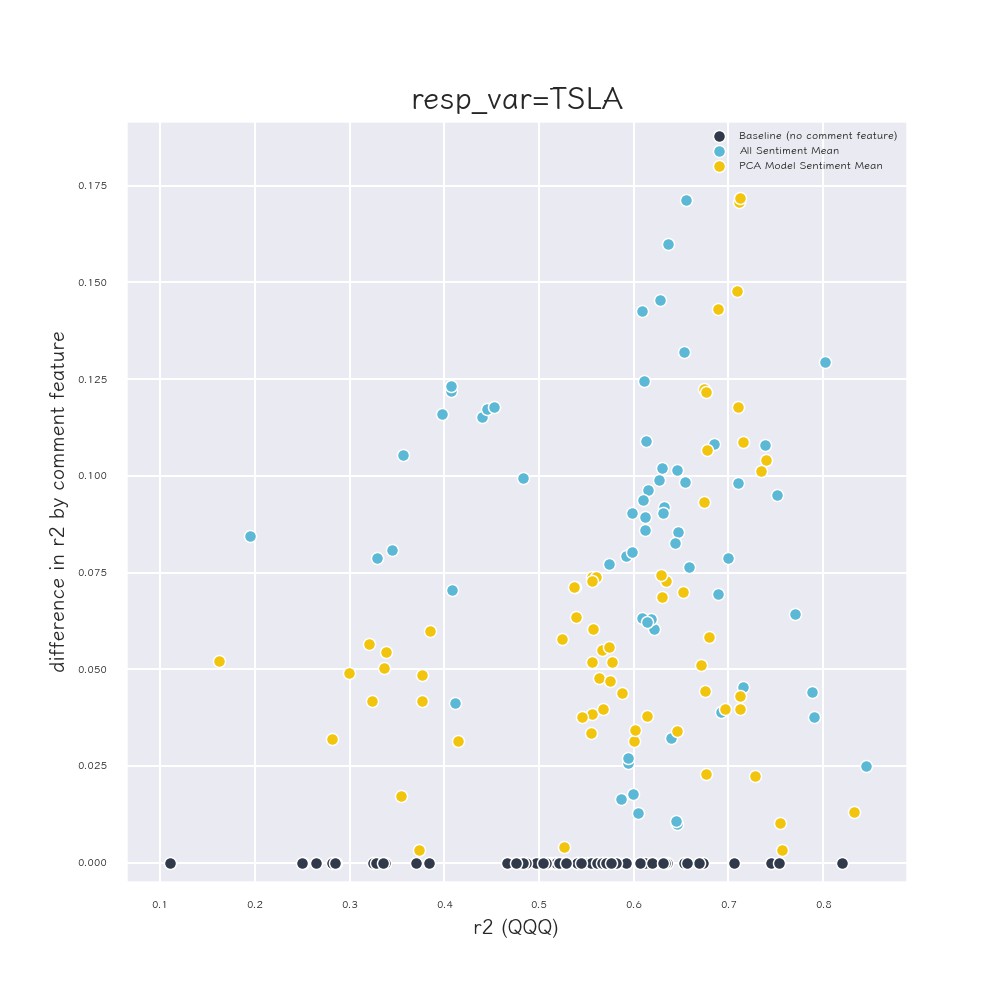 resp_var=TSLA
Baseline (no comment feature)
All Sentiment Mean
PCA Model Sentiment Mean
difference in r2 by comment feature
0.175
0.150
0.125
0.100
0.075
0.050
0.025
0.000
0.1 0.2 0.3 0.4 0.5 0.6 0.7 0.8
r2 (QQQ)